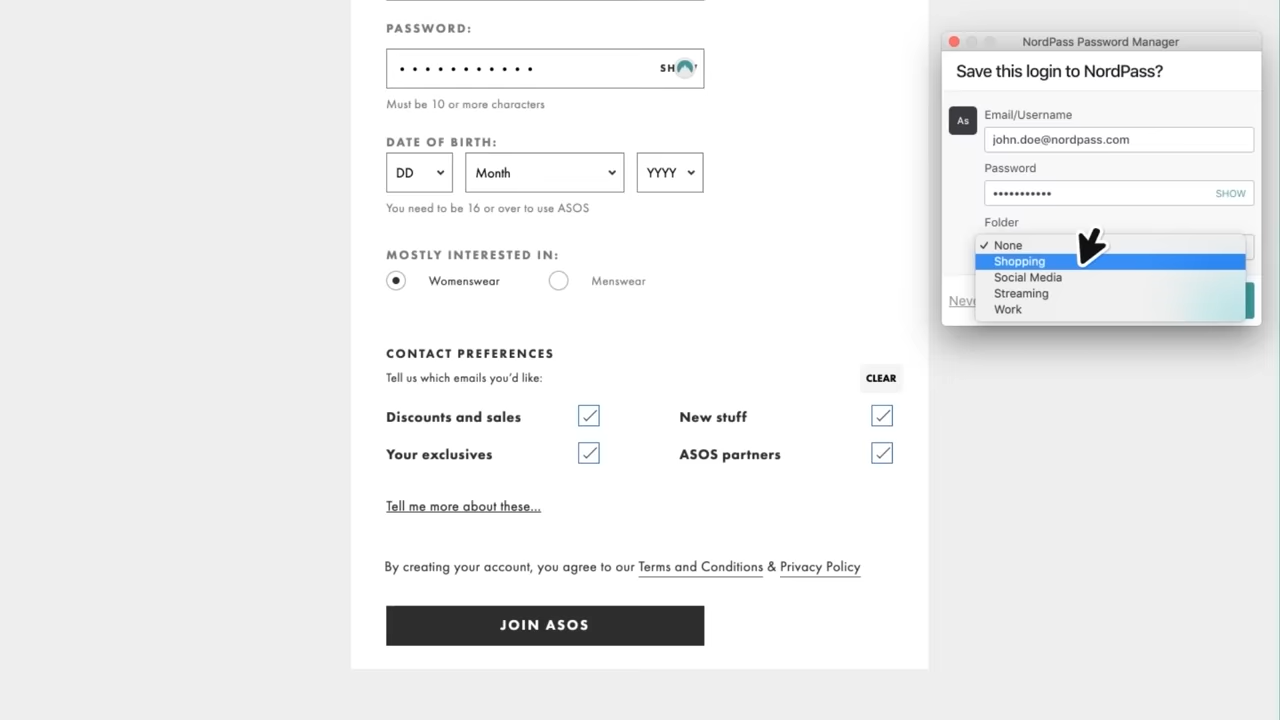 PASSWORD:
• • • • • • • • • • •
SH
Must be 10 or more characters
DATE OF BIRTH:
DD
Month
YYYY
You need to be 16 or over to use ASOS
MOSTLY INTERESTED IN:
Womenswear
Menswear
CONTACT PREFERENCES
Tell us which emails you'd like:
CLEAR
Discounts and sales
New stuff
Your exclusives
ASOS partners
Tell me more about these...
By creating your account, you agree to our Terms and Conditions & Privacy Policy
JOIN ASOS
NordPass Password Manager
Save this login to NordPass?
As
Email/Username
john.doe@nordpass.com
Password
•••••••••••
SHOW
Folder
✓ None
Shopping
Social Media
Streaming
Work